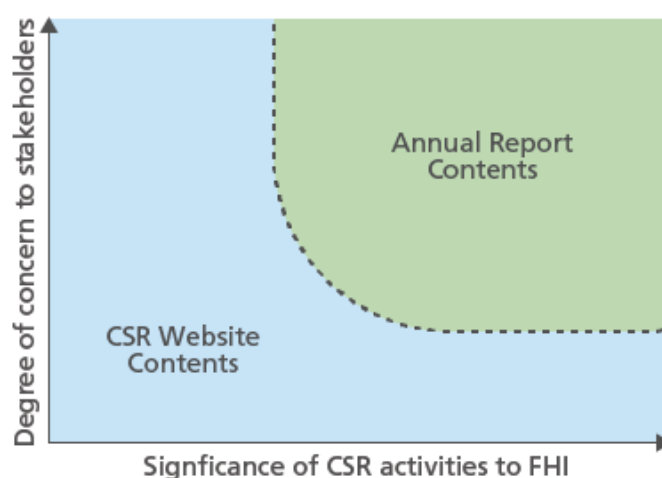 Degree of concern to stakeholders
Annual Report
Contents
CSR Website
Contents
Signficance of CSR activities to FHI